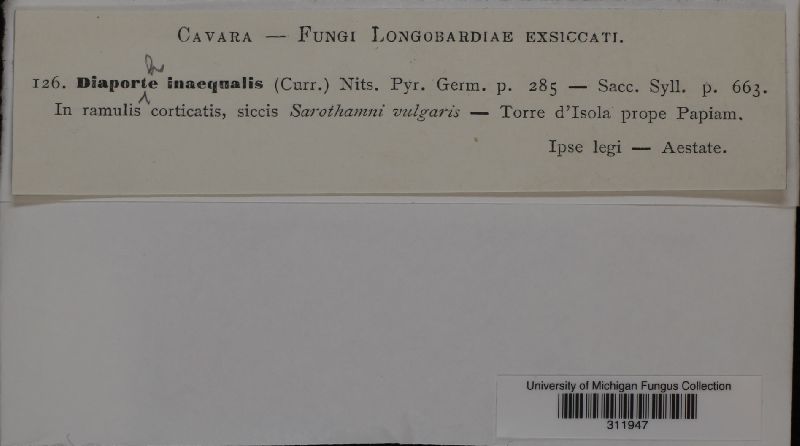 CAVARA — FUNGI LONGOBARDIAE EXSICCATI.
h
126. Diaporte inaequalis (Curr.) Nits. Pyr. Germ. p. 285 — Sacc. Syll. p. 663.
In ramulis corticatis, siccis Sarothamni vulgaris — Torre d'Isola prope Papiam.
Ipse legi — Aestate.
University of Michigan Fungus Collection
311947